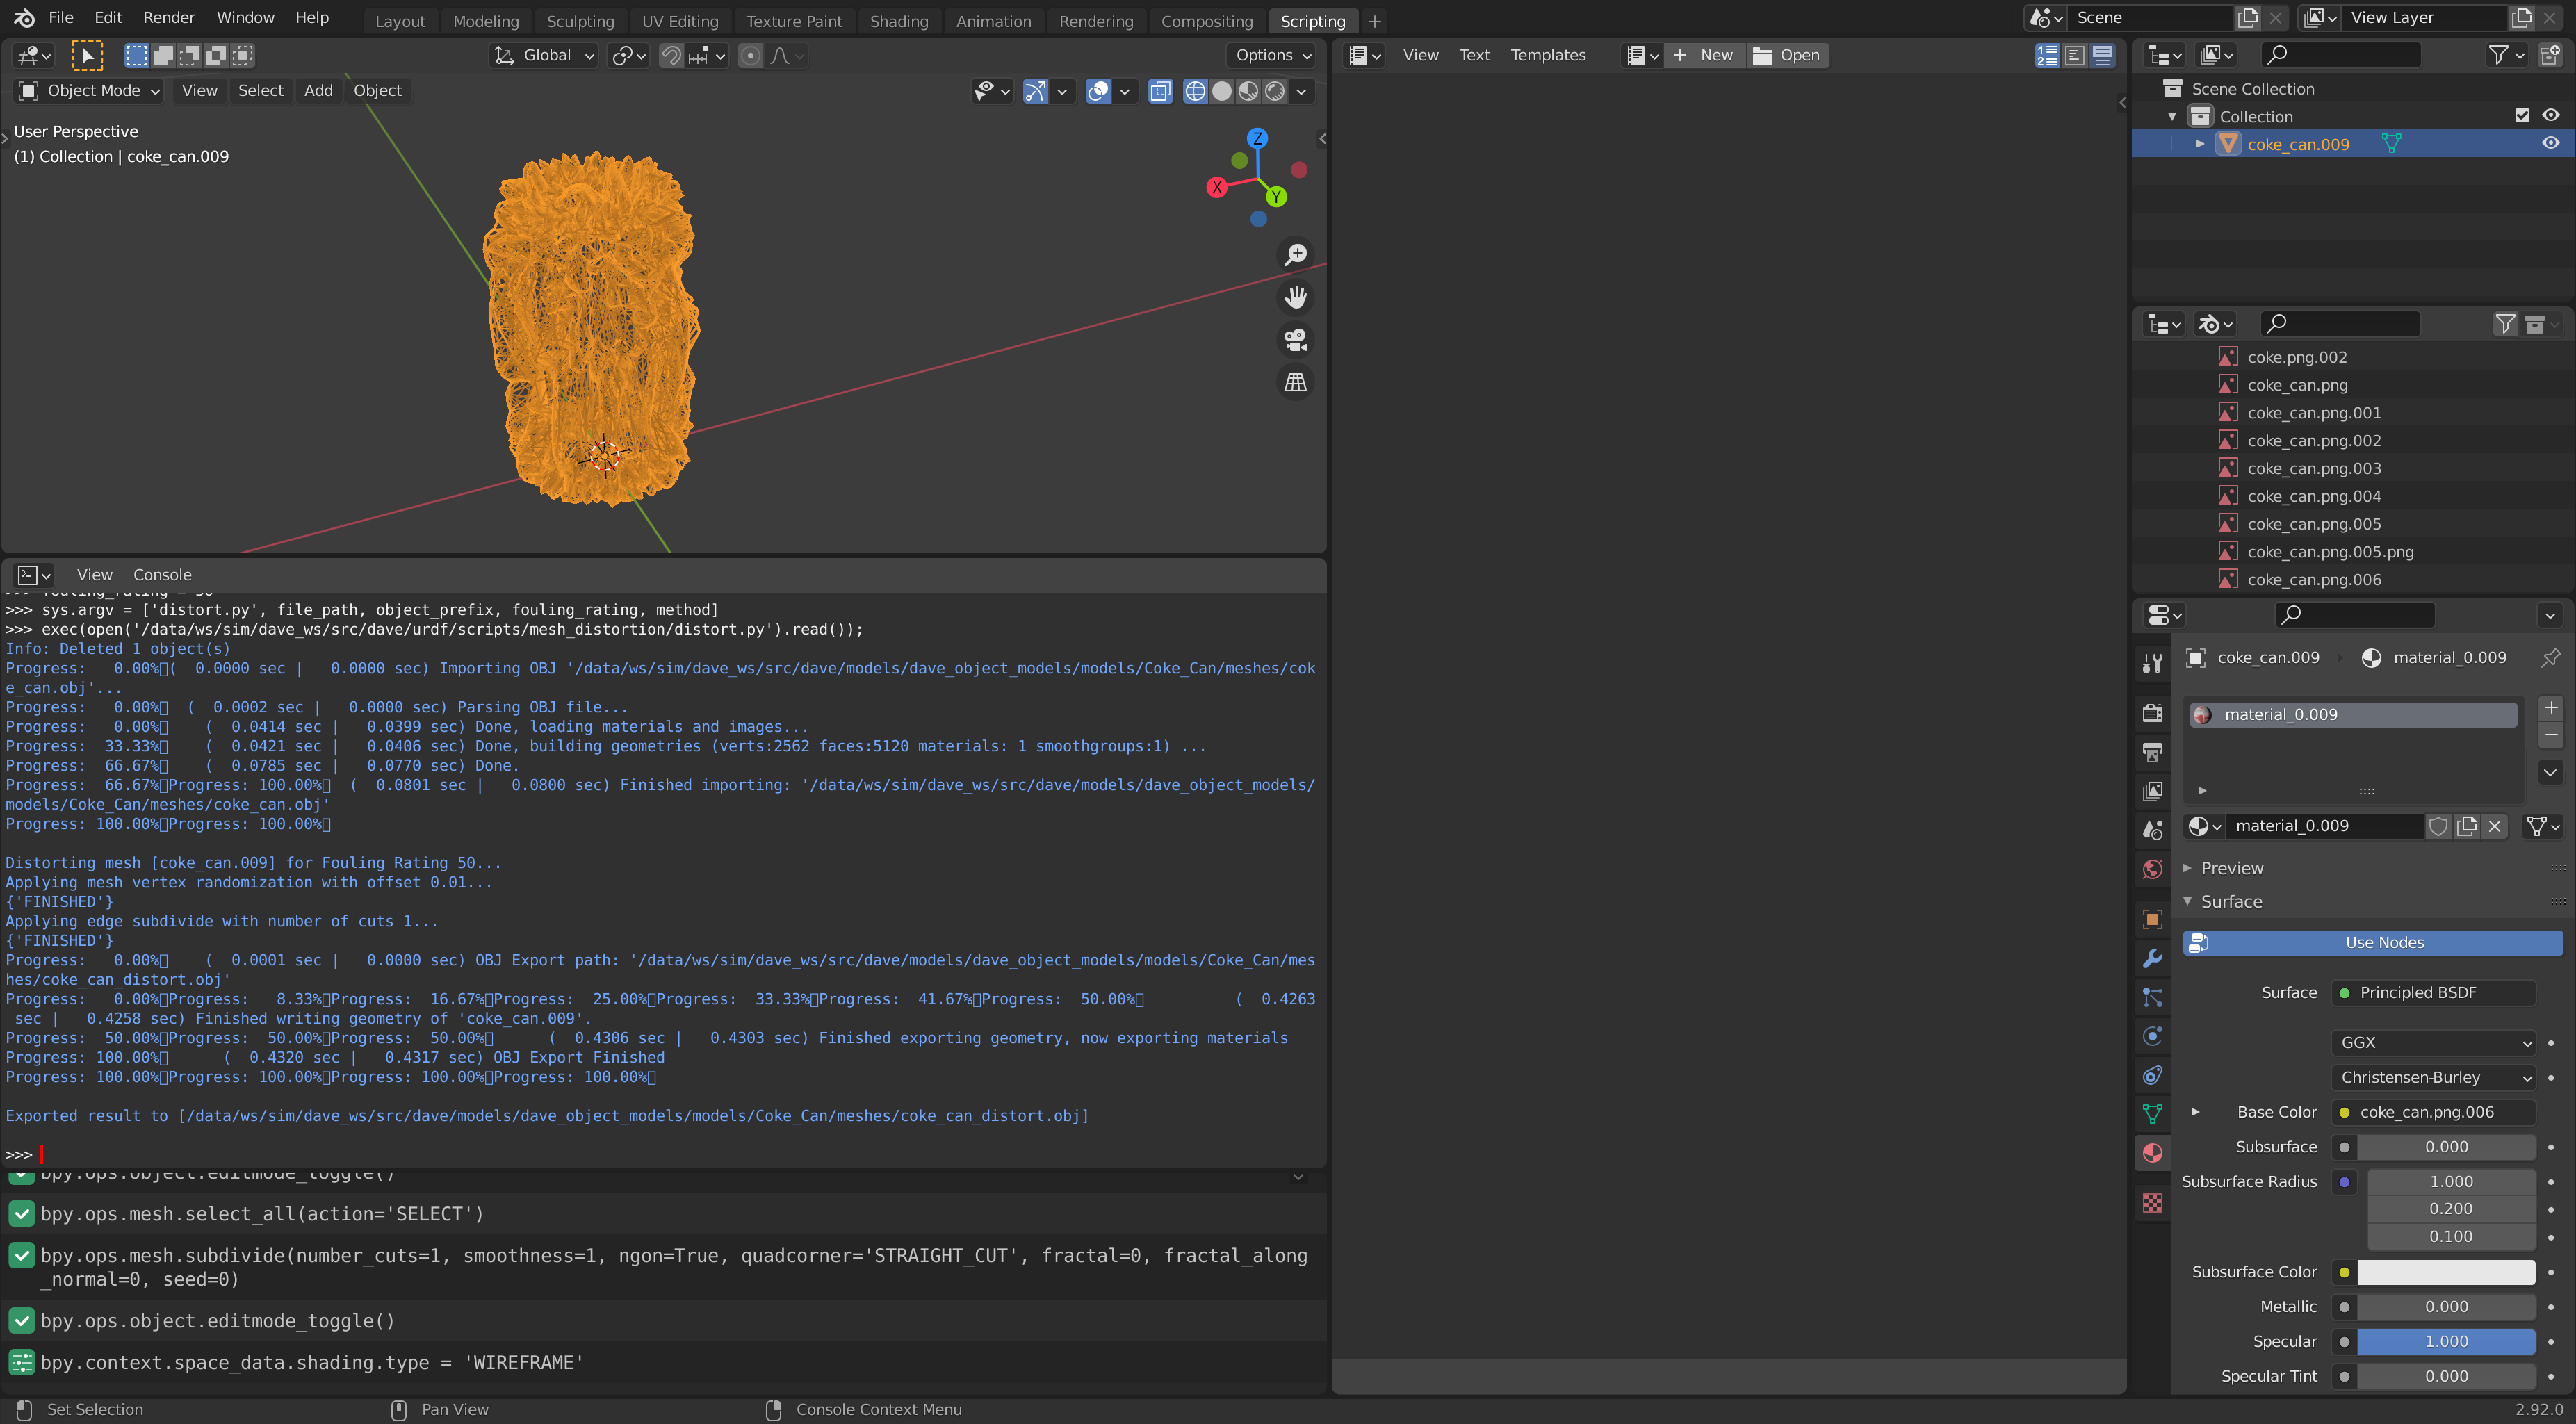 File Edit Render Window Help
Layout Modeling Sculpting UV Editing Texture Paint Shading Animation Rendering Compositing Scripting +
Scene
View Layer
Global
Options
Object Mode View Select Add Object
User Perspective
(1) Collection | coke_can.009
Z
X
Y
View Text Templates
New
Open
Scene Collection
Collection
coke_can.009
coke.png.002
coke_can.png
coke_can.png.001
coke_can.png.002
coke_can.png.003
coke_can.png.004
coke_can.png.005
coke_can.png.005.png
coke_can.png.006
View Console
>>> fouling_rating = 50
>>> sys.argv = ['distort.py', file_path, object_prefix, fouling_rating, method]
>>> exec(open('/data/ws/sim/dave_ws/src/dave/urdf/scripts/mesh_distortion/distort.py').read());
Info: Deleted 1 object(s)
Progress:   0.00% (  0.0000 sec |   0.0000 sec) Importing OBJ '/data/ws/sim/dave_ws/src/dave/models/dave_object_models/models/Coke_Can/meshes/cok
e_can.obj'...
Progress:   0.00%   (  0.0002 sec |   0.0000 sec) Parsing OBJ file...
Progress:   0.00%     (  0.0414 sec |   0.0399 sec) Done, loading materials and images...
Progress:  33.33%     (  0.0421 sec |   0.0406 sec) Done, building geometries (verts:2562 faces:5120 materials: 1 smoothgroups:1) ...
Progress:  66.67%     (  0.0785 sec |   0.0770 sec) Done.
Progress:  66.67% Progress: 100.00%   (  0.0801 sec |   0.0800 sec) Finished importing: '/data/ws/sim/dave_ws/src/dave/models/dave_object_models/
models/Coke_Can/meshes/coke_can.obj'
Progress: 100.00% Progress: 100.00%
Distorting mesh [coke_can.009] for Fouling Rating 50...
Applying mesh vertex randomization with offset 0.01...
{'FINISHED'}
Applying edge subdivide with number of cuts 1...
{'FINISHED'}
Progress:   0.00%     (  0.0001 sec |   0.0000 sec) OBJ Export path: '/data/ws/sim/dave_ws/src/dave/models/dave_object_models/models/Coke_Can/mes
hes/coke_can_distort.obj'
Progress:   0.00% Progress:   8.33% Progress:  16.67% Progress:  25.00% Progress:  33.33% Progress:  41.67% Progress:  50.00%           (  0.4263
sec |   0.4258 sec) Finished writing geometry of 'coke_can.009'.
Progress:  50.00% Progress:  50.00% Progress:  50.00%       (  0.4306 sec |   0.4303 sec) Finished exporting geometry, now exporting materials
Progress: 100.00%       (  0.4320 sec |   0.4317 sec) OBJ Export Finished
Progress: 100.00% Progress: 100.00% Progress: 100.00% Progress: 100.00%
Exported result to [/data/ws/sim/dave_ws/src/dave/models/dave_object_models/models/Coke_Can/meshes/coke_can_distort.obj]
>>>
bpy.ops.object.editmode_toggle()
bpy.ops.mesh.select_all(action='SELECT')
bpy.ops.mesh.subdivide(number_cuts=1, smoothness=1, ngon=True, quadcorner='STRAIGHT_CUT', fractal=0, fractal_along
_normal=0, seed=0)
bpy.ops.object.editmode_toggle()
bpy.context.space_data.shading.type = 'WIREFRAME'
coke_can.009 material_0.009
material_0.009
material_0.009
Preview
Surface
Use Nodes
Surface Principled BSDF
GGX
Christensen-Burley
Base Color coke_can.png.006
Subsurface 0.000
Subsurface Radius 1.000
0.200
0.100
Subsurface Color
Metallic 0.000
Specular 1.000
Specular Tint 0.000
Set Selection
Pan View
Console Context Menu
2.92.0